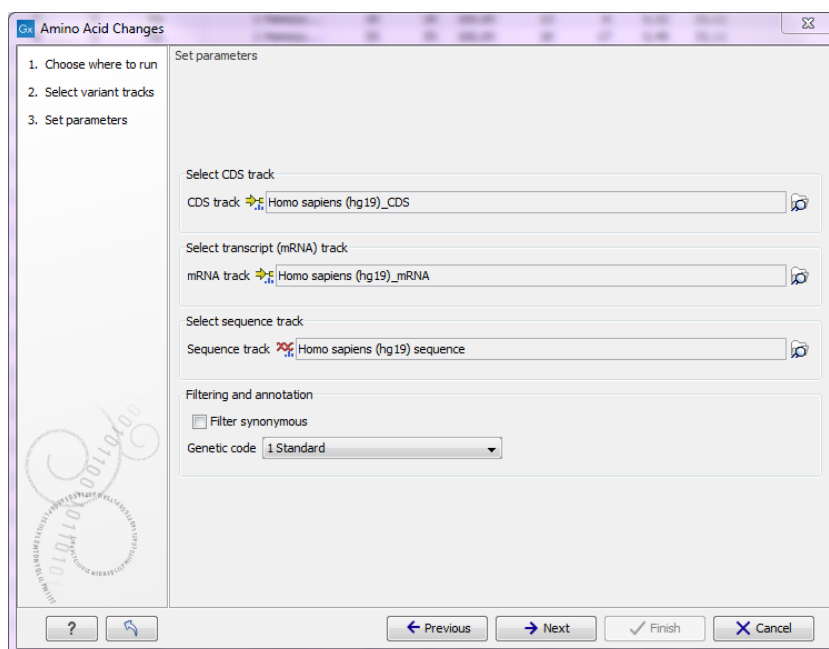 Gx Amino Acid Changes
1. Choose where to run
2. Select variant tracks
3. Set parameters
Set parameters
Select CDS track
CDS track Homo sapiens (hg19)_CDS
Select transcript (mRNA) track
mRNA track Homo sapiens (hg19)_mRNA
Select sequence track
Sequence track Homo sapiens (hg19) sequence
Filtering and annotation
Filter synonymous
Genetic code 1 Standard
? Previous Next Finish Cancel